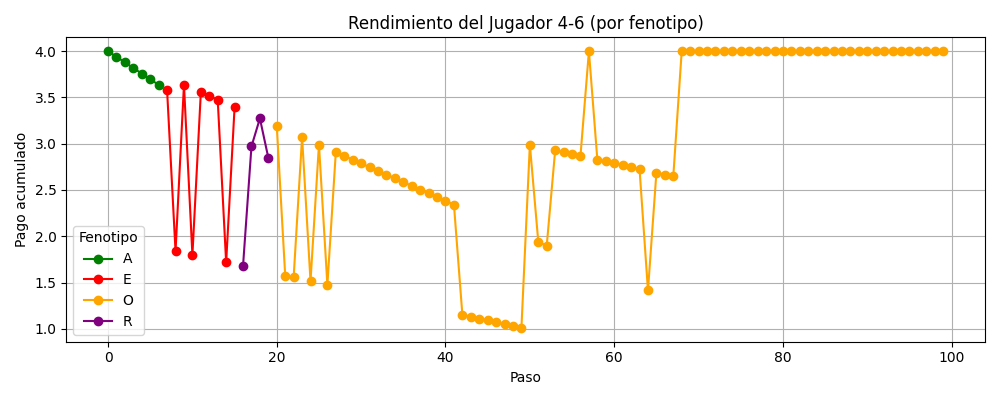 Rendimiento del Jugador 4-6 (por fenotipo)
Pago acumulado
4.0
3.5
3.0
2.5
2.0
1.5
1.0
Fenotipo
A
E
O
R
0
20
40
60
80
100
Paso